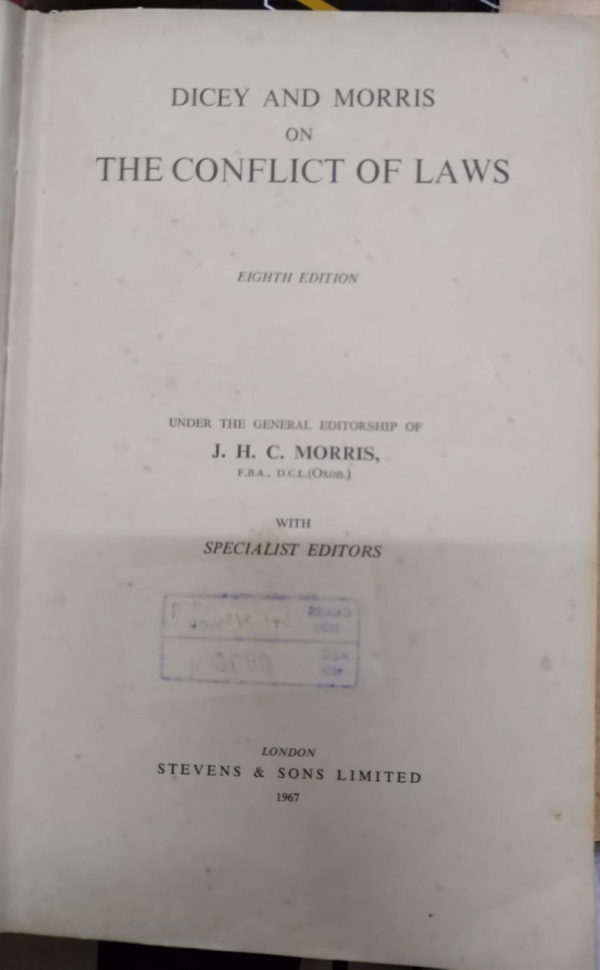 DICEY AND MORRIS
ON
THE CONFLICT OF LAWS
EIGHTH EDITION
UNDER THE GENERAL EDITORSHIP OF
J. H. C. MORRIS,
F.B.A., D.C.L.(Oxon.)
WITH
SPECIALIST EDITORS
LONDON
STEVENS & SONS LIMITED
1967